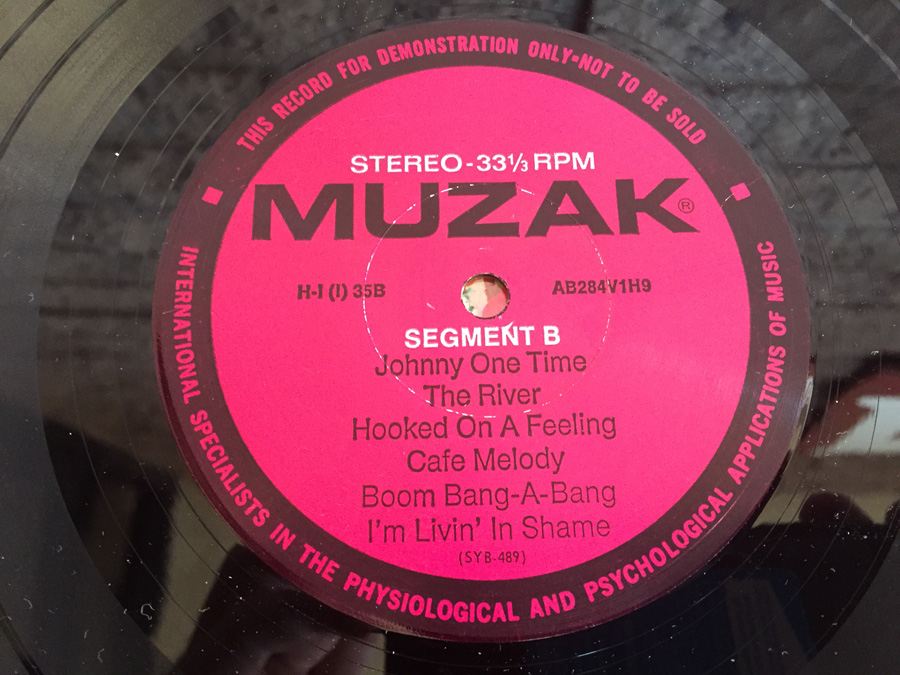 THIS RECORD FOR DEMONSTRATION ONLY-NOT TO BE SOLD
STEREO-33⅓ RPM
MUZAK®
H-I (I) 35B
AB284V1H9
SEGMENT B
Johnny One Time
The River
Hooked On A Feeling
Cafe Melody
Boom Bang-A-Bang
I'm Livin' In Shame
(SYB-489)
INTERNATIONAL SPECIALISTS IN THE PHYSIOLOGICAL AND PSYCHOLOGICAL APPLICATIONS OF MUSIC